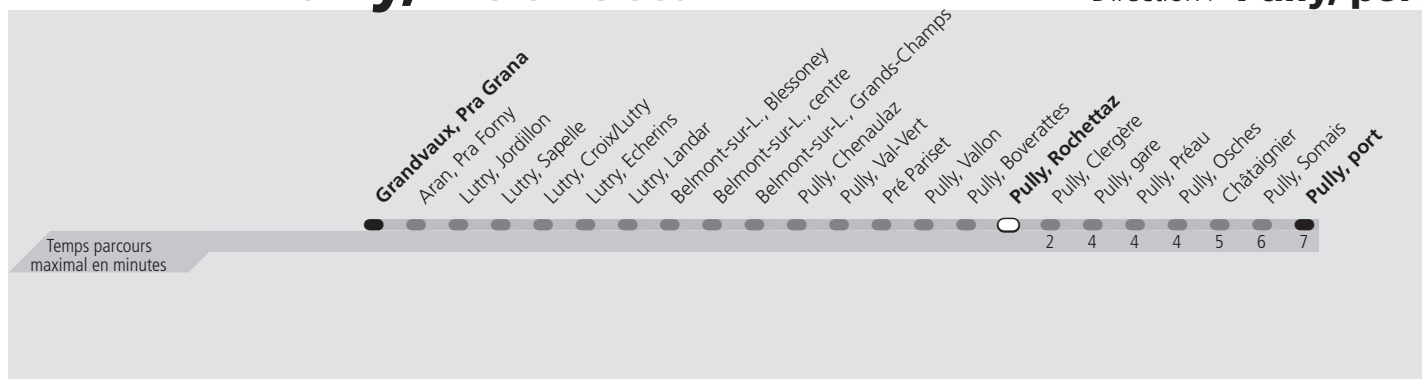 Direction :
Grandvaux, Pra Grana
Aran, Pra Forny
Lutry, Jordillon
Lutry, Sapelle
Lutry, Croix/Lutry
Lutry, Echerins
Lutry, Landar
Belmont-sur-L., Blessoney
Belmont-sur-L., centre
Belmont-sur-L., Grands-Champs
Pully, Chenaulaz
Pully, Val-Vert
Pré Pariset
Pully, Vallon
Pully, Boverattes
Pully, Rochettaz
Pully, Clergère
Pully, gare
Pully, Préau
Pully, Osches
Châtaignier
Pully, Somais
Pully, port
Temps parcours
maximal en minutes
2 4 4 4 5 6 7